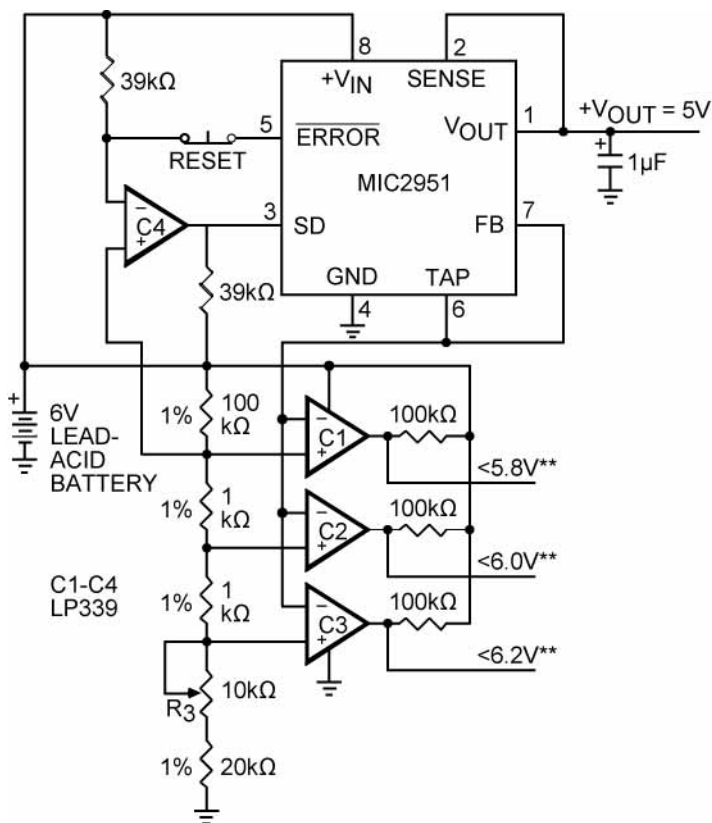 39kΩ
RESET
8
+VIN
2
SENSE
5
ERROR
VOUT
1
+VOUT = 5V
+
1µF
MIC2951
−
C4
+
3
SD
FB
7
GND
4
TAP
6
39kΩ
+
6V
LEAD-
ACID
BATTERY
1%
100
kΩ
−
C1
+
100kΩ
<5.8V**
1%
1
kΩ
−
C2
+
100kΩ
<6.0V**
C1-C4
LP339
1%
1
kΩ
−
C3
+
100kΩ
<6.2V**
R3
10kΩ
1%
20kΩ